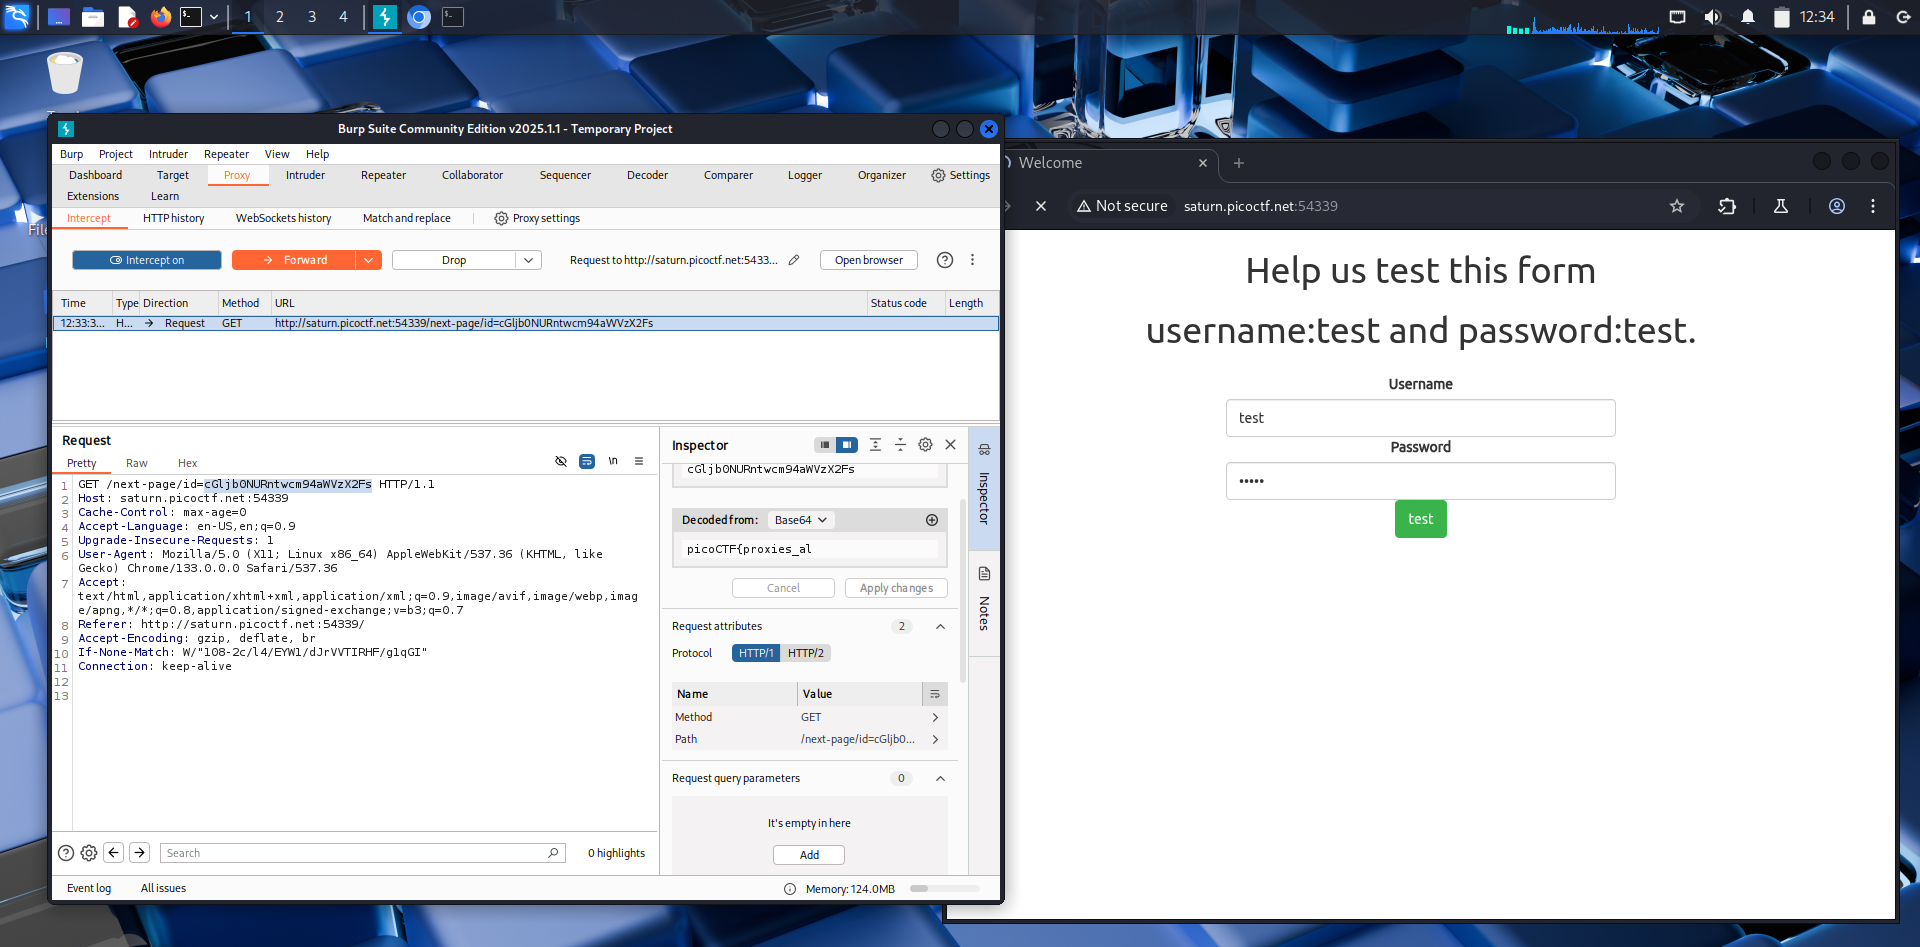 1 2 3 4 12:34
Burp Suite Community Edition v2025.1.1 - Temporary Project
Burp Project Intruder Repeater View Help
Dashboard Target Proxy Intruder Repeater Collaborator Sequencer Decoder Comparer Logger Organizer Settings
Extensions Learn
Intercept HTTP history WebSockets history Match and replace Proxy settings
Intercept on Forward Drop Request to http://saturn.picoctf.net:5433... Open browser
Time Type Direction Method URL Status code Length
12:33:3... H... Request GET http://saturn.picoctf.net:54339/next-page/id=cGljb0NURntwcm94aWVzX2Fs
Request
Pretty Raw Hex \n
1 GET /next-page/id=cGljb0NURntwcm94aWVzX2Fs HTTP/1.1
2 Host: saturn.picoctf.net:54339
3 Cache-Control: max-age=0
4 Accept-Language: en-US,en;q=0.9
5 Upgrade-Insecure-Requests: 1
6 User-Agent: Mozilla/5.0 (X11; Linux x86_64) AppleWebKit/537.36 (KHTML, like
Gecko) Chrome/133.0.0.0 Safari/537.36
7 Accept:
text/html,application/xhtml+xml,application/xml;q=0.9,image/avif,image/webp,imag
e/apng,*/*;q=0.8,application/signed-exchange;v=b3;q=0.7
8 Referer: http://saturn.picoctf.net:54339/
9 Accept-Encoding: gzip, deflate, br
10 If-None-Match: W/"108-2c/l4/EYW1/dJrVVTIRHF/g1qGI"
11 Connection: keep-alive
12
13
Search 0 highlights
Inspector
cGljb0NURntwcm94aWVzX2Fs
Decoded from: Base64
picoCTF{proxies_al
Cancel Apply changes
Request attributes 2
Protocol HTTP/1 HTTP/2
Name Value
Method GET
Path /next-page/id=cGljb0...
Request query parameters 0
It's empty in here
Add
Inspector
Notes
Event log All issues Memory: 124.0MB
Welcome
Not secure saturn.picoctf.net:54339
Help us test this form
username:test and password:test.
Username
test
Password
•••••
test